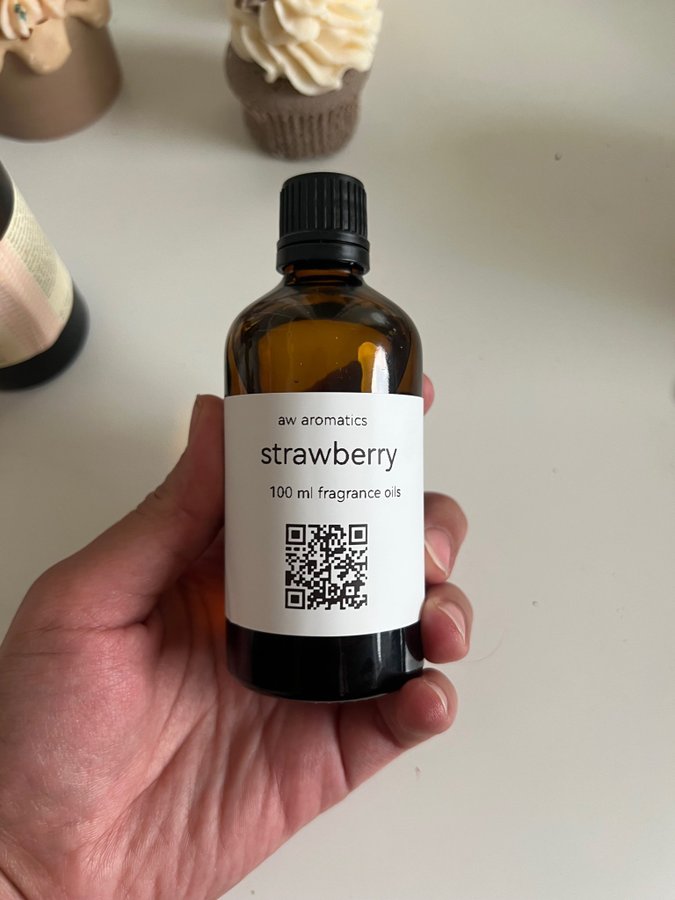 aw aromatics
strawberry
100 ml fragrance oils